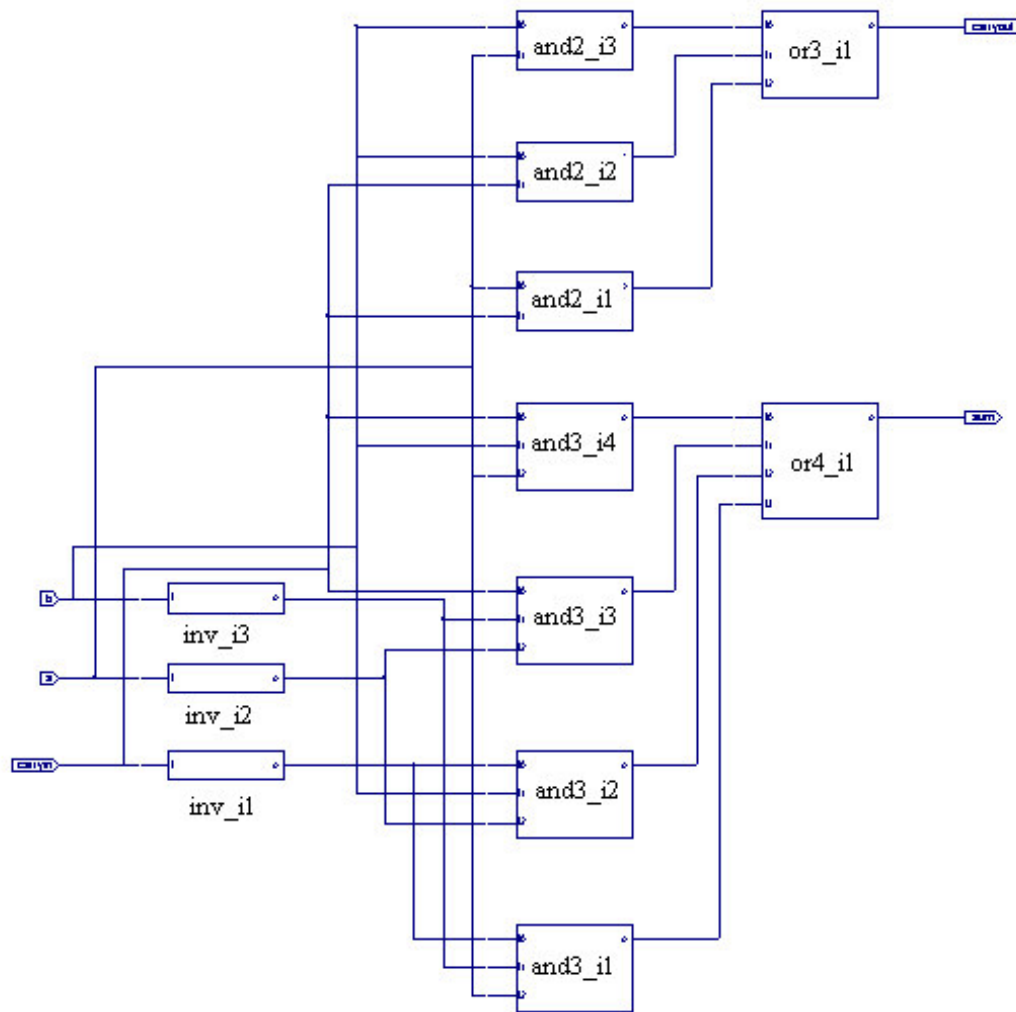 and2_i3
or3_i1
carryout
and2_i2
and2_i1
and3_i4
or4_i1
sum
b
inv_i3
and3_i3
a
inv_i2
carryin
inv_i1
and3_i2
and3_i1